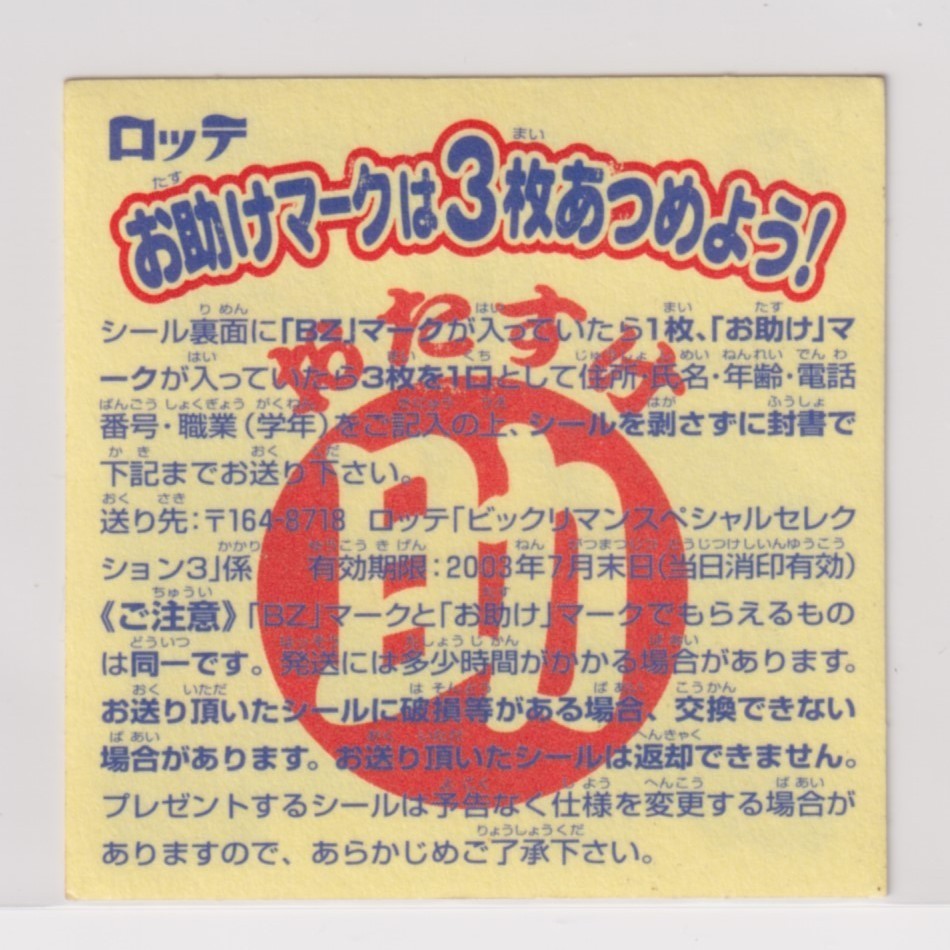 ロッテ
お助けマークは3枚あつめよう!
おたすけ
助
シール裏面に「BZ」マークが入っていたら1枚、「お助け」マ
ークが入っていたら3枚を1口として住所・氏名・年齢・電話
番号・職業(学年)をご記入の上、シールを剥さずに封書で
下記までお送り下さい。
送り先:〒164-8718 ロッテ「ビックリマンスペシャルセレク
ション3」係 有効期限:2003年7月末日(当日消印有効)
《ご注意》「BZ」マークと「お助け」マークでもらえるもの
は同一です。発送には多少時間がかかる場合があります。
お送り頂いたシールに破損等がある場合、交換できない
場合があります。お送り頂いたシールは返却できません。
プレゼントするシールは予告なく仕様を変更する場合が
ありますので、あらかじめご了承下さい。